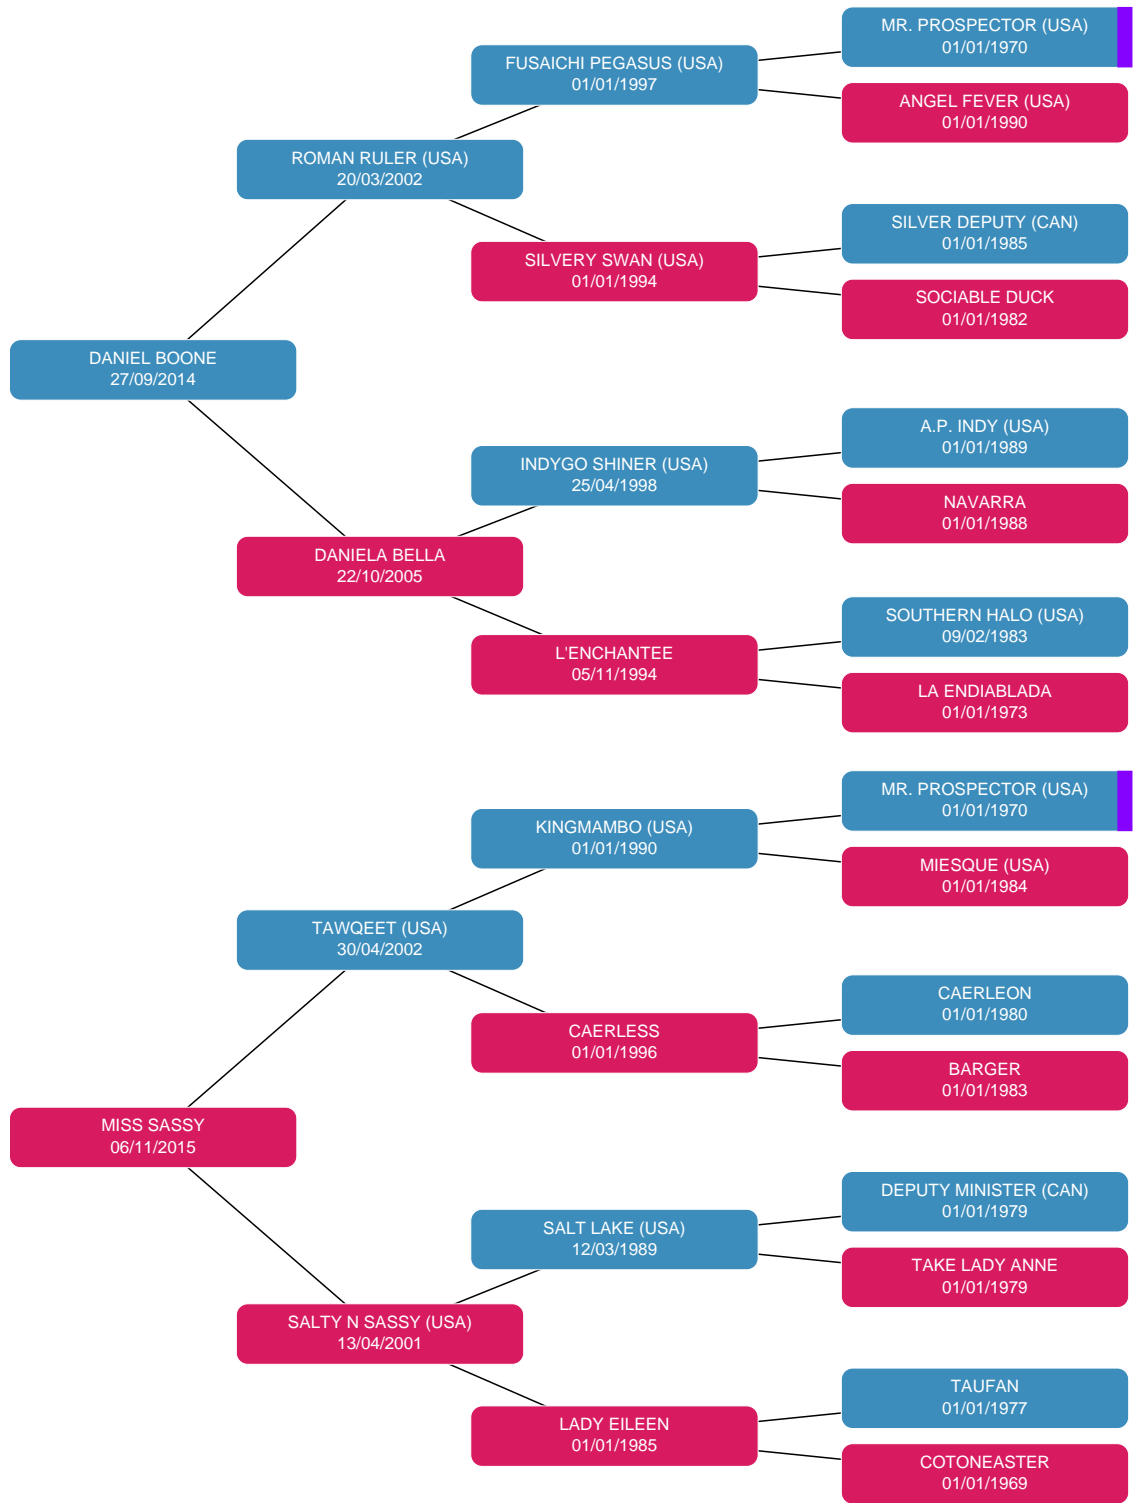 MR. PROSPECTOR (USA)
01/01/1970
FUSAICHI PEGASUS (USA)
01/01/1997
ANGEL FEVER (USA)
01/01/1990
ROMAN RULER (USA)
20/03/2002
SILVER DEPUTY (CAN)
01/01/1985
SILVERY SWAN (USA)
01/01/1994
SOCIABLE DUCK
01/01/1982
DANIEL BOONE
27/09/2014
A.P. INDY (USA)
01/01/1989
INDYGO SHINER (USA)
25/04/1998
NAVARRA
01/01/1988
DANIELA BELLA
22/10/2005
SOUTHERN HALO (USA)
09/02/1983
L'ENCHANTEE
05/11/1994
LA ENDIABLADA
01/01/1973
MR. PROSPECTOR (USA)
01/01/1970
KINGMAMBO (USA)
01/01/1990
MIESQUE (USA)
01/01/1984
TAWQEET (USA)
30/04/2002
CAERLEON
01/01/1980
CAERLESS
01/01/1996
BARGER
01/01/1983
MISS SASSY
06/11/2015
DEPUTY MINISTER (CAN)
01/01/1979
SALT LAKE (USA)
12/03/1989
TAKE LADY ANNE
01/01/1979
SALTY N SASSY (USA)
13/04/2001
TAUFAN
01/01/1977
LADY EILEEN
01/01/1985
COTONEASTER
01/01/1969